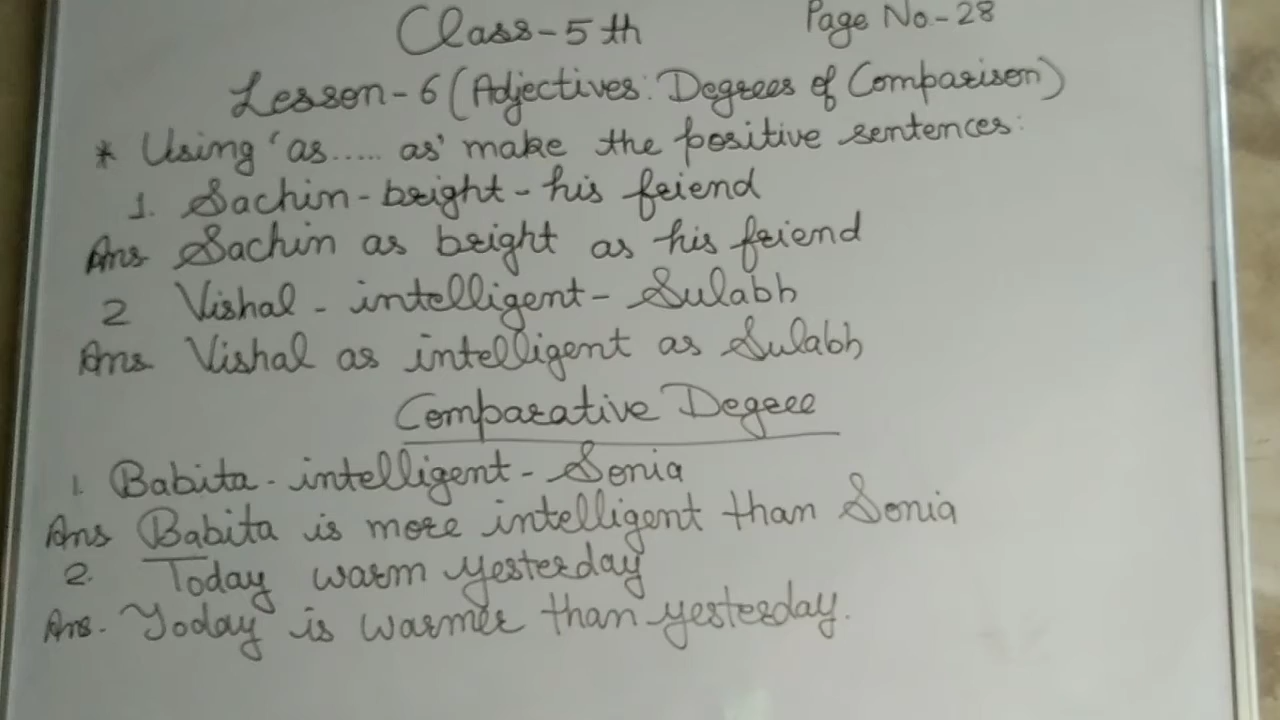 Class-5th Page No.-28
Lesson-6 (Adjectives: Degrees of Comparison)
* Using 'as..... as' make the positive sentences:
1. Sachin-bright-his friend
Ans Sachin as bright as his friend
2 Vishal - intelligent- Sulabh
Ans Vishal as intelligent as Sulabh
Comparative Degree
1. Babita - intelligent - Sonia
Ans Babita is more intelligent than Sonia
2. Today warm yesterday
Ans. Today is warmer than yesterday.